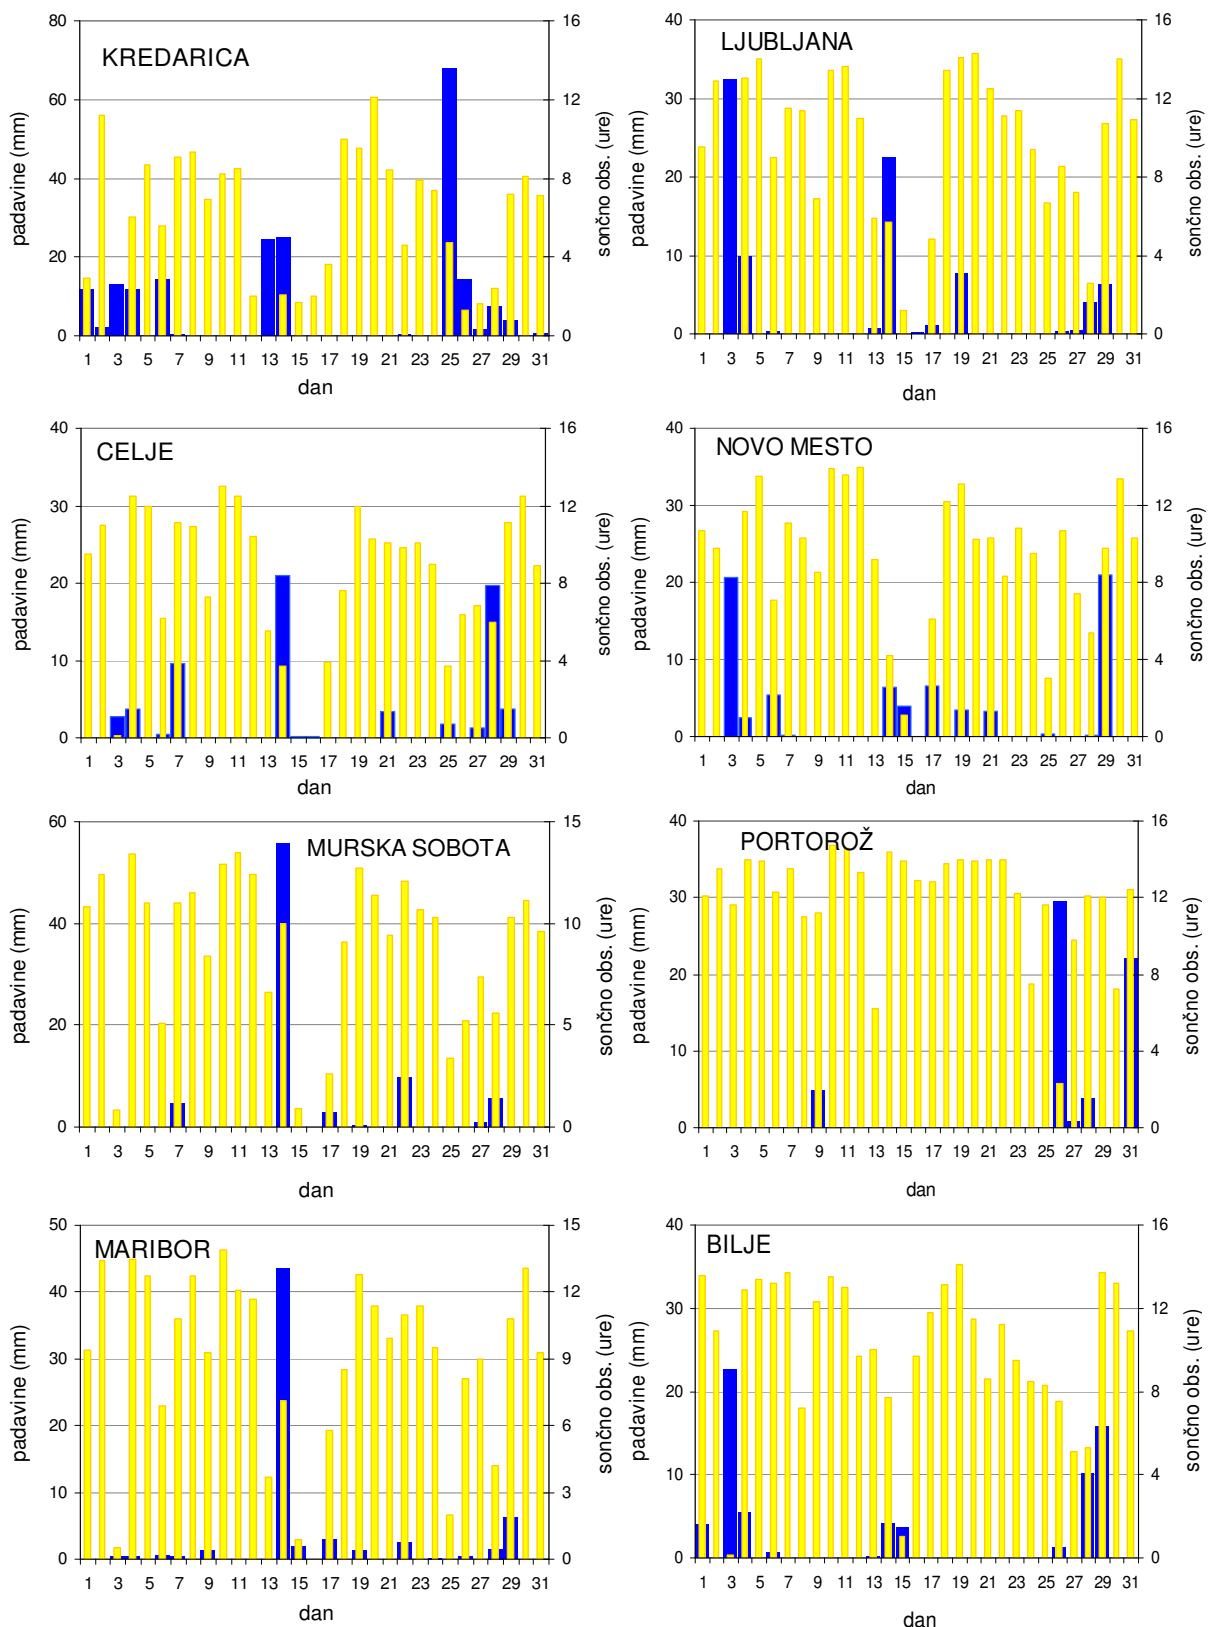 KREDARICA
padavine (mm)
80
60
40
20
0
16
12
8
4
0
sončno obs. (ure)
1 3 5 7 9 11 13 15 17 19 21 23 25 27 29 31
dan
LJUBLJANA
padavine (mm)
40
30
20
10
0
16
12
8
4
0
sončno obs. (ure)
1 3 5 7 9 11 13 15 17 19 21 23 25 27 29 31
dan
CELJE
padavine (mm)
40
30
20
10
0
16
12
8
4
0
sončno obs. (ure)
1 3 5 7 9 11 13 15 17 19 21 23 25 27 29 31
dan
NOVO MESTO
padavine (mm)
40
30
20
10
0
16
12
8
4
0
sončno obs. (ure)
1 3 5 7 9 11 13 15 17 19 21 23 25 27 29 31
dan
MURSKA SOBOTA
padavine (mm)
60
40
20
0
15
10
5
0
sončno obs. (ure)
1 3 5 7 9 11 13 15 17 19 21 23 25 27 29 31
dan
PORTOROŽ
padavine (mm)
40
30
20
10
0
16
12
8
4
0
sončno obs. (ure)
1 3 5 7 9 11 13 15 17 19 21 23 25 27 29 31
dan
MARIBOR
padavine (mm)
50
40
30
20
10
0
15
12
9
6
3
0
sončno obs. (ure)
1 3 5 7 9 11 13 15 17 19 21 23 25 27 29 31
dan
BILJE
padavine (mm)
40
30
20
10
0
16
12
8
4
0
sončno obs. (ure)
1 3 5 7 9 11 13 15 17 19 21 23 25 27 29 31
dan